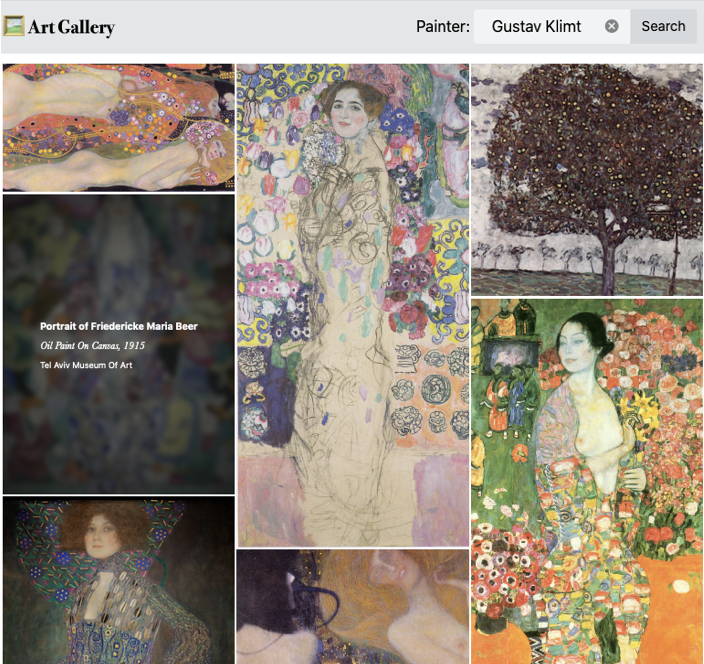 Art Gallery
Painter: Gustav Klimt Search
Portrait of Friedericke Maria Beer
Oil Paint On Canvas, 1915
Tel Aviv Museum Of Art